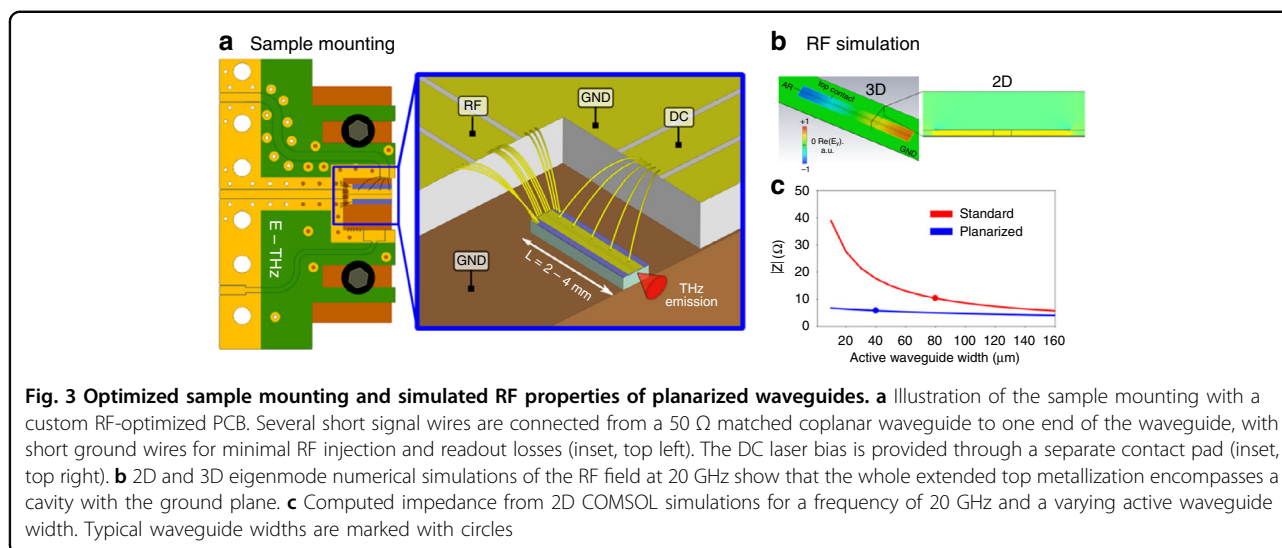 a Sample mounting
RF
GND
DC
GND
L = 2 – 4 mm
THz
emission
E – THz
b RF simulation
AR
top contact
3D
GND
+1
0 Re(Ey).
a.u.
−1
2D
c
|Z| (Ω)
50
40
30
20
10
0
Standard
Planarized
20 40 60 80 100 120 140 160
Active waveguide width (μm)
Fig. 3 Optimized sample mounting and simulated RF properties of planarized waveguides. a Illustration of the sample mounting with a
custom RF-optimized PCB. Several short signal wires are connected from a 50 Ω matched coplanar waveguide to one end of the waveguide, with
short ground wires for minimal RF injection and readout losses (inset, top left). The DC laser bias is provided through a separate contact pad (inset,
top right). b 2D and 3D eigenmode numerical simulations of the RF field at 20 GHz show that the whole extended top metallization encompasses a
cavity with the ground plane. c Computed impedance from 2D COMSOL simulations for a frequency of 20 GHz and a varying active waveguide
width. Typical waveguide widths are marked with circles